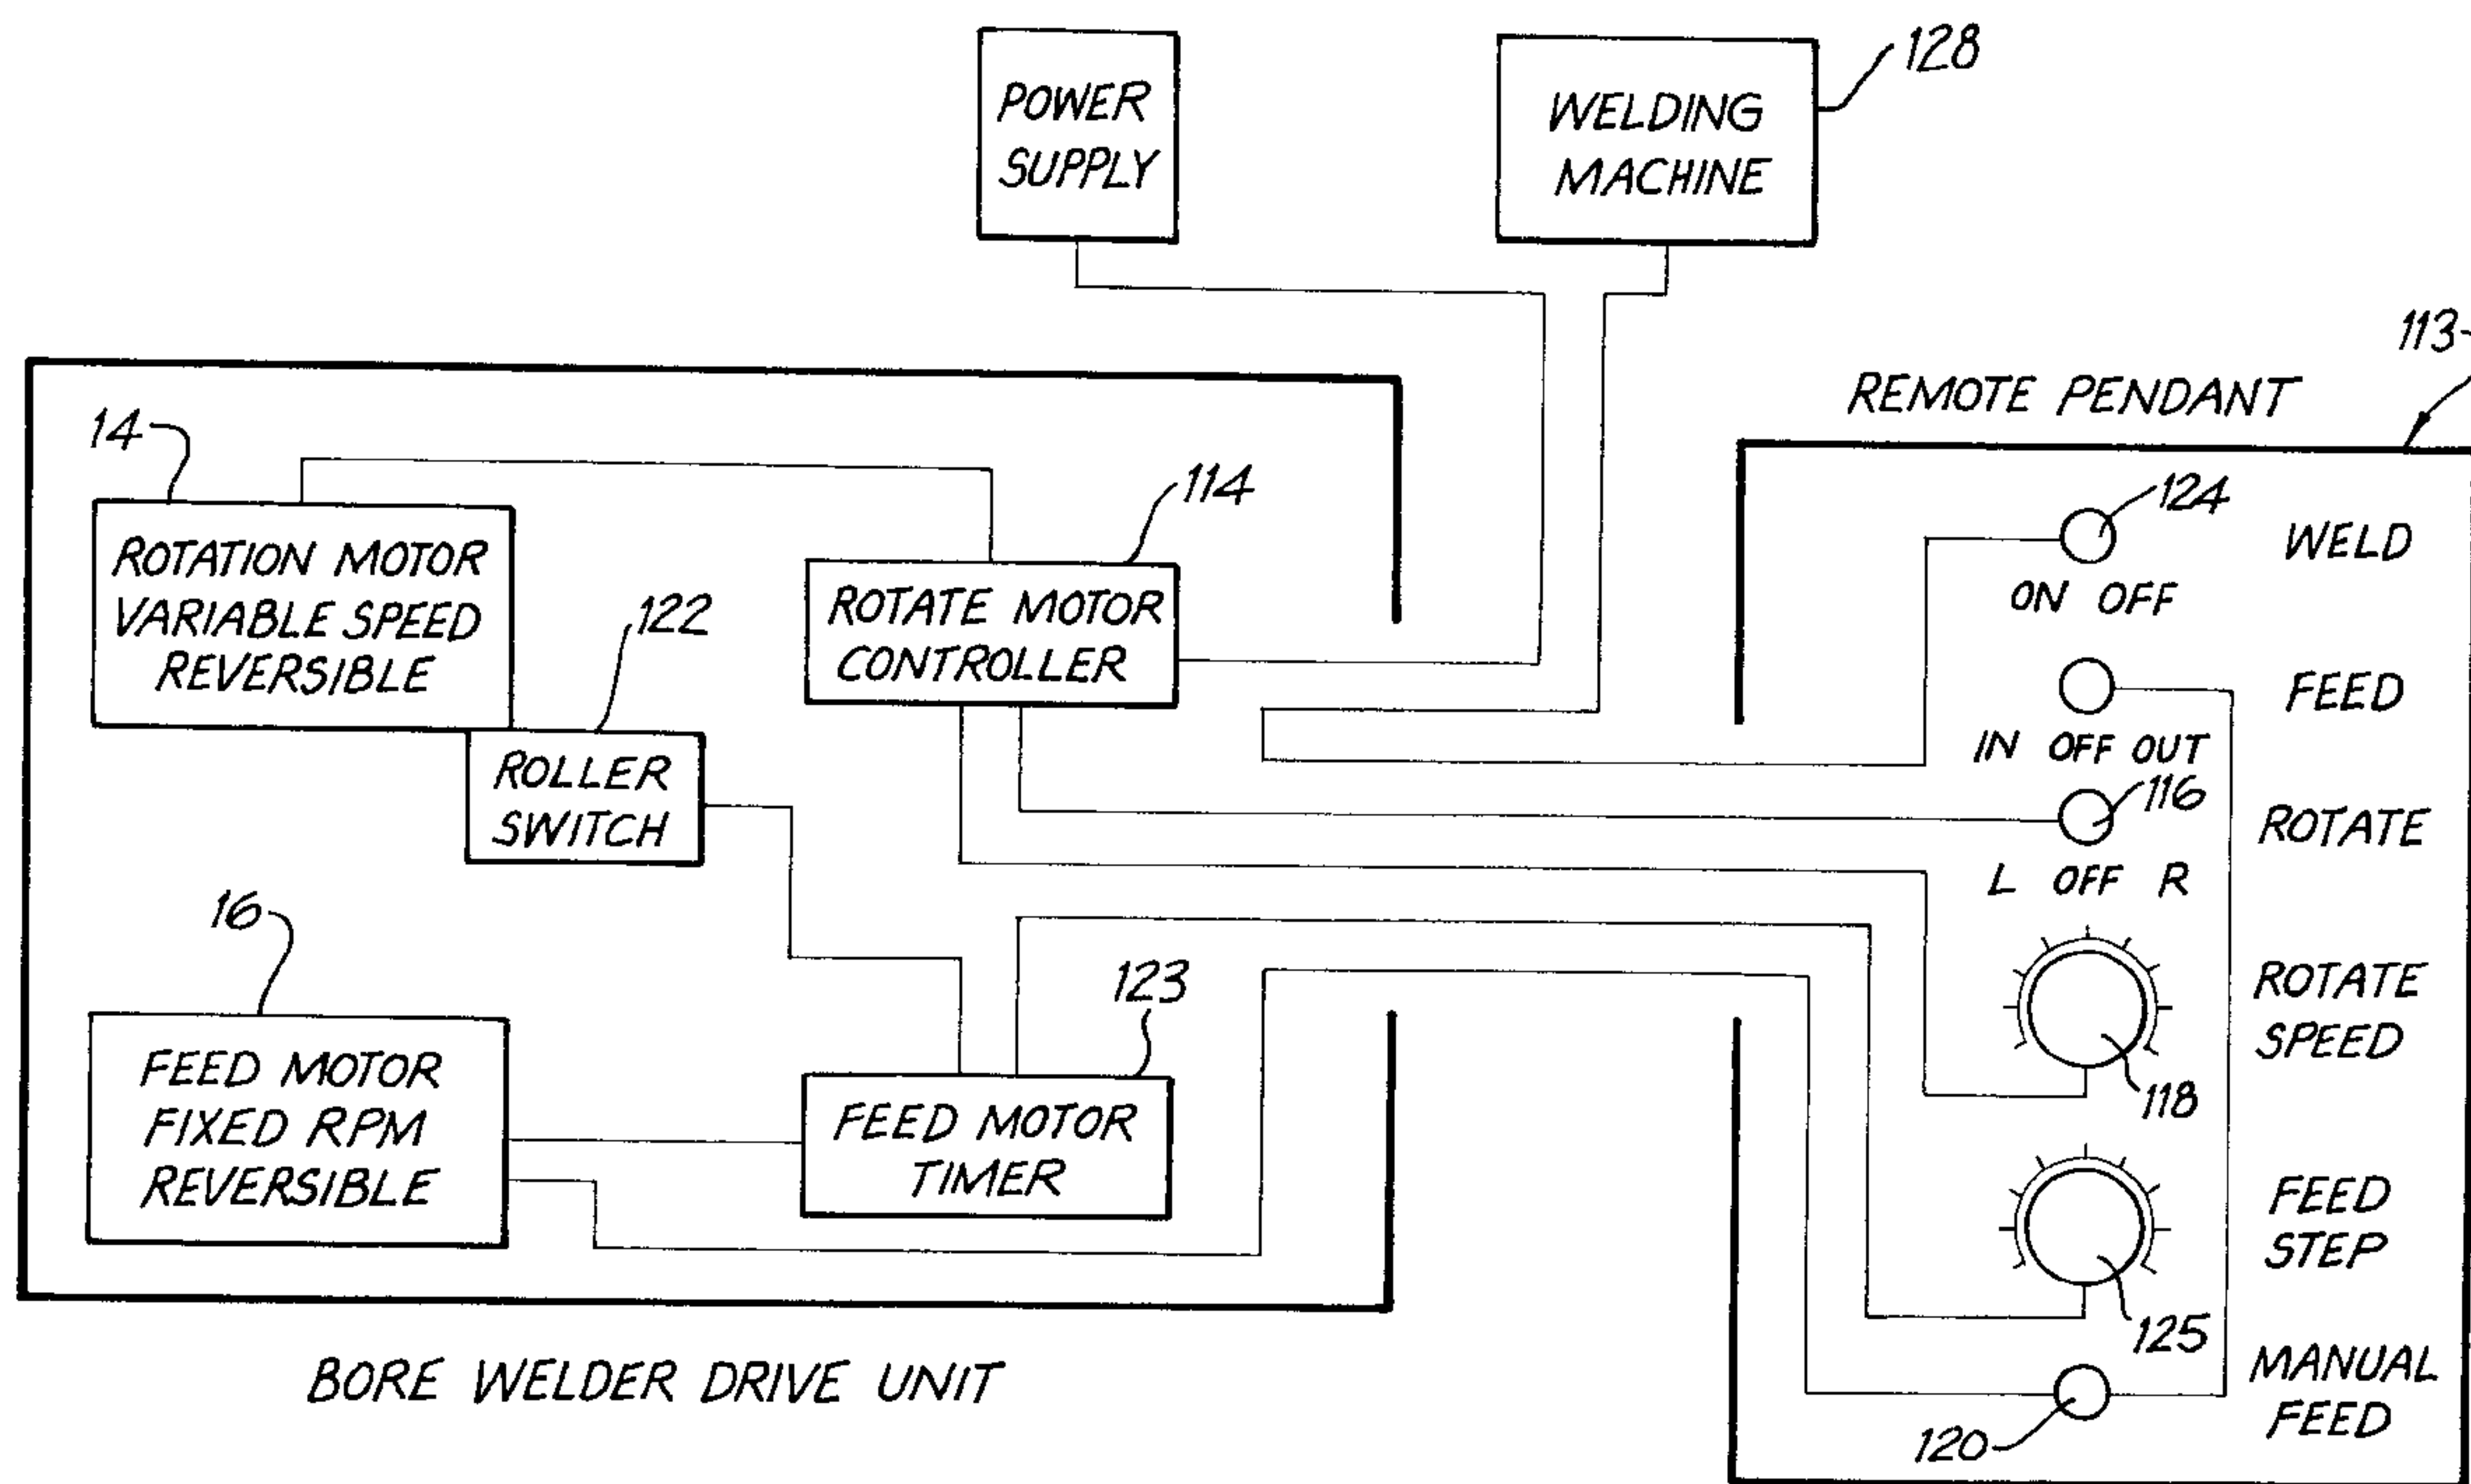 POWER
SUPPLY
WELDING
MACHINE
128
113
REMOTE PENDANT
14
114
124
ROTATION MOTOR
VARIABLE SPEED
REVERSIBLE
122
ROTATE MOTOR
CONTROLLER
WELD
ON OFF
FEED
IN OFF OUT
ROLLER
SWITCH
116
ROTATE
L OFF R
16
123
ROTATE
SPEED
118
FEED MOTOR
FIXED RPM
REVERSIBLE
FEED MOTOR
TIMER
FEED
STEP
125
BORE WELDER DRIVE UNIT
MANUAL
FEED
120